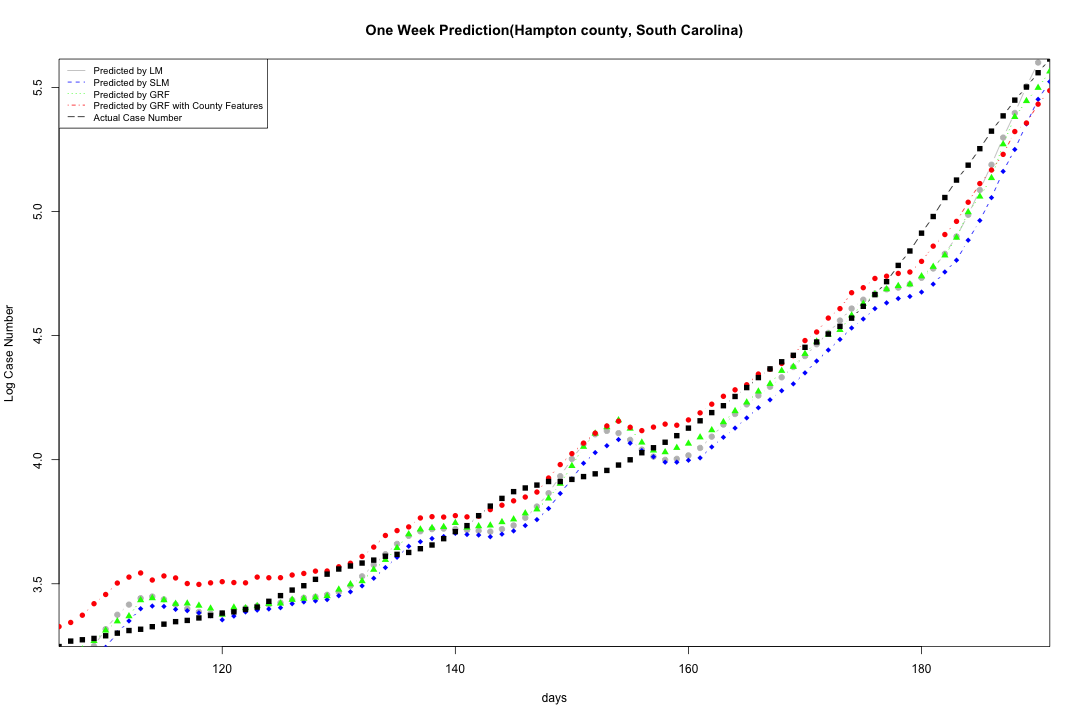 One Week Prediction(Hampton county, South Carolina)
Predicted by LM
Predicted by SLM
Predicted by GRF
Predicted by GRF with County Features
Actual Case Number
5.5
5.0
4.5
4.0
3.5
Log Case Number
120 140 160 180
days